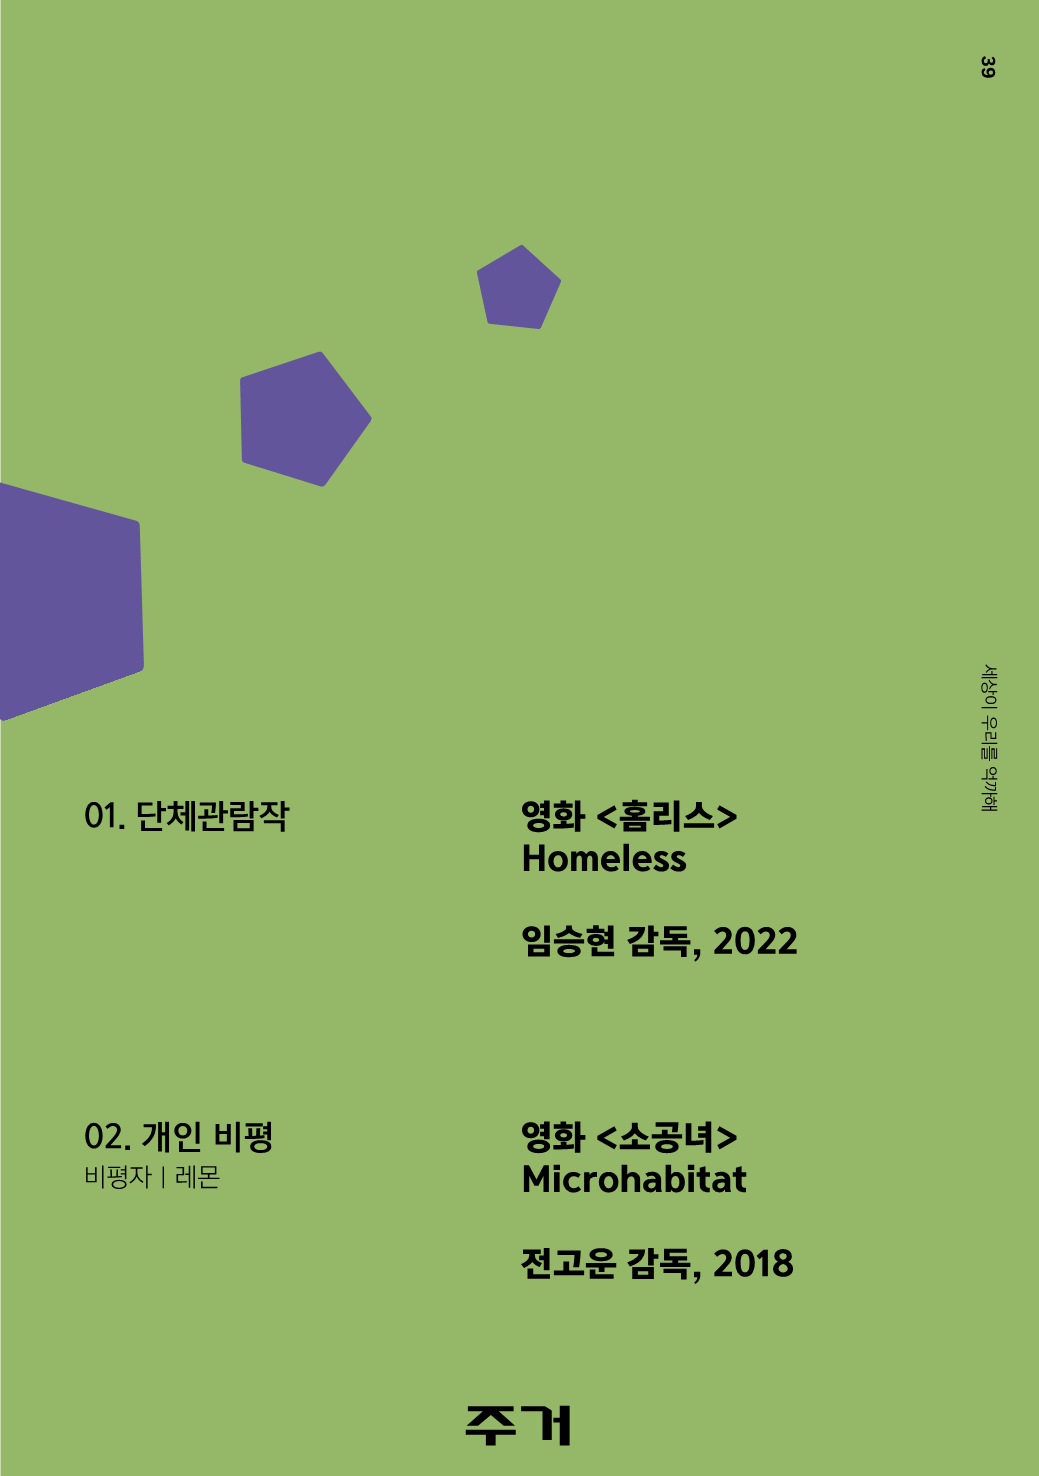 39
세상이 우리를 억까해
01. 단체관람작
영화 <홈리스>
Homeless
임승현 감독, 2022
02. 개인 비평
비평자 | 레몬
영화 <소공녀>
Microhabitat
전고운 감독, 2018
주거